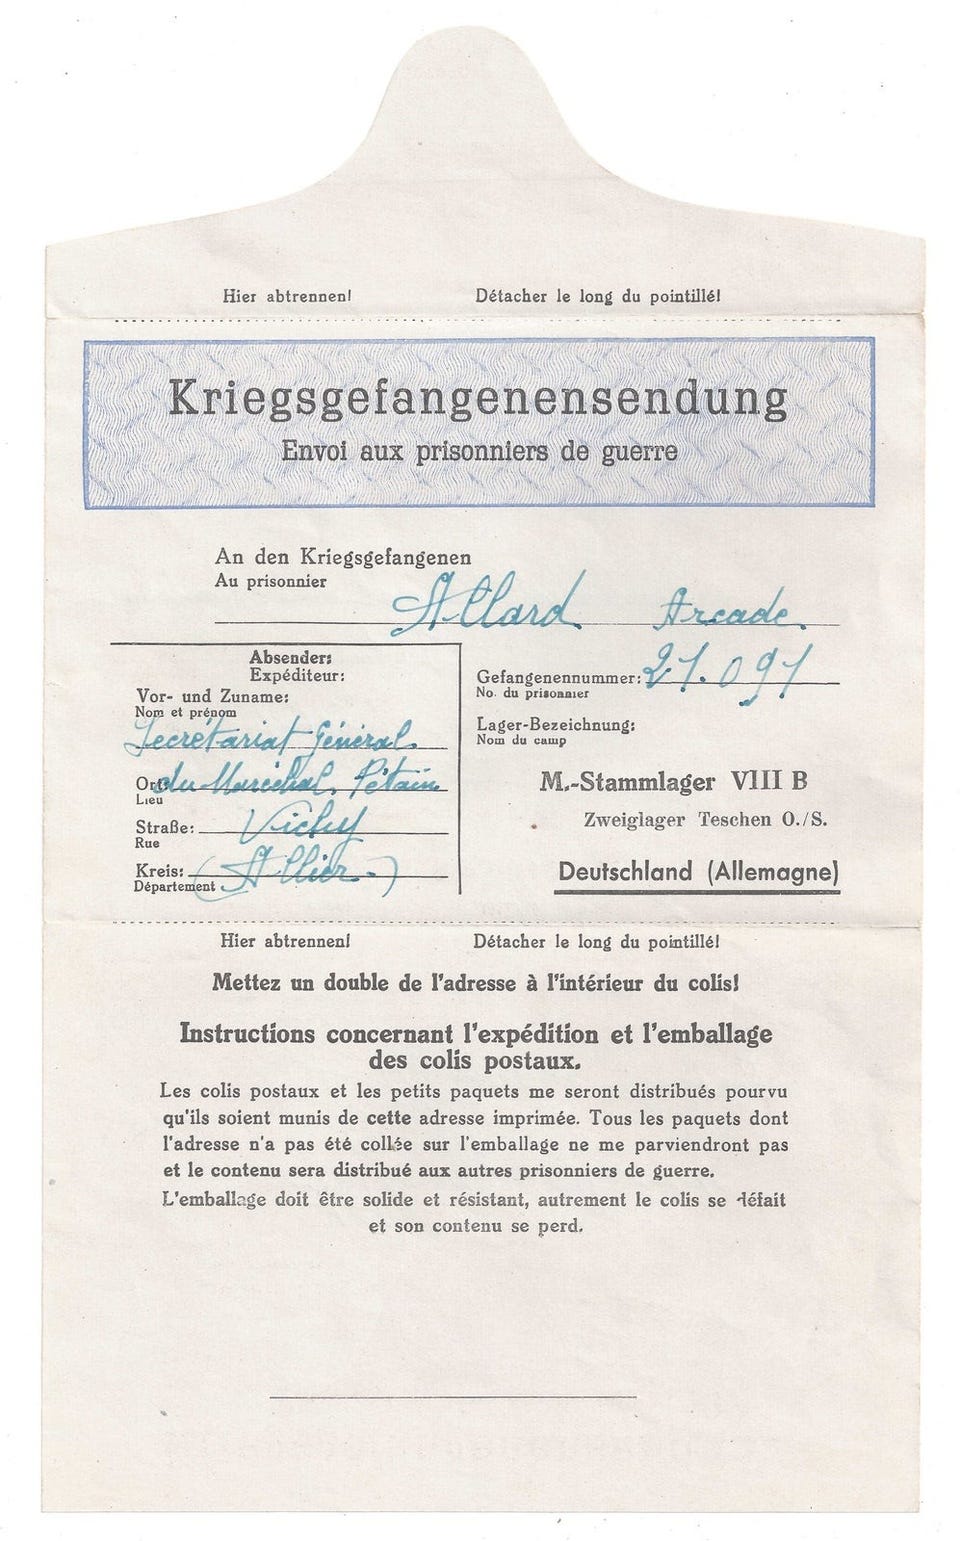 Hier abtrennen! Détacher le long du pointillé!
Kriegsgefangenensendung
Envoi aux prisonniers de guerre
An den Kriegsgefangenen
Au prisonnier
Allard Arcade.
Absender:
Expéditeur:
Vor- und Zuname:
Nom et prénom
Secrétariat Général
Ort:
du Maréchal Pétain
Lieu
Straße: Vichy
Rue
Kreis: (Allier.)
Département
Gefangenennummer: 21.091
No. du prisonnier
Lager-Bezeichnung:
Nom du camp
M.-Stammlager VIII B
Zweiglager Teschen O./S.
Deutschland (Allemagne)
Hier abtrennen! Détacher le long du pointillé!
Mettez un double de l'adresse à l'intérieur du colis!
Instructions concernant l'expédition et l'emballage
des colis postaux.
Les colis postaux et les petits paquets me seront distribués pourvu
qu'ils soient munis de cette adresse imprimée. Tous les paquets dont
l'adresse n'a pas été collée sur l'emballage ne me parviendront pas
et le contenu sera distribué aux autres prisonniers de guerre.
L'emballage doit être solide et résistant, autrement le colis se défait
et son contenu se perd.